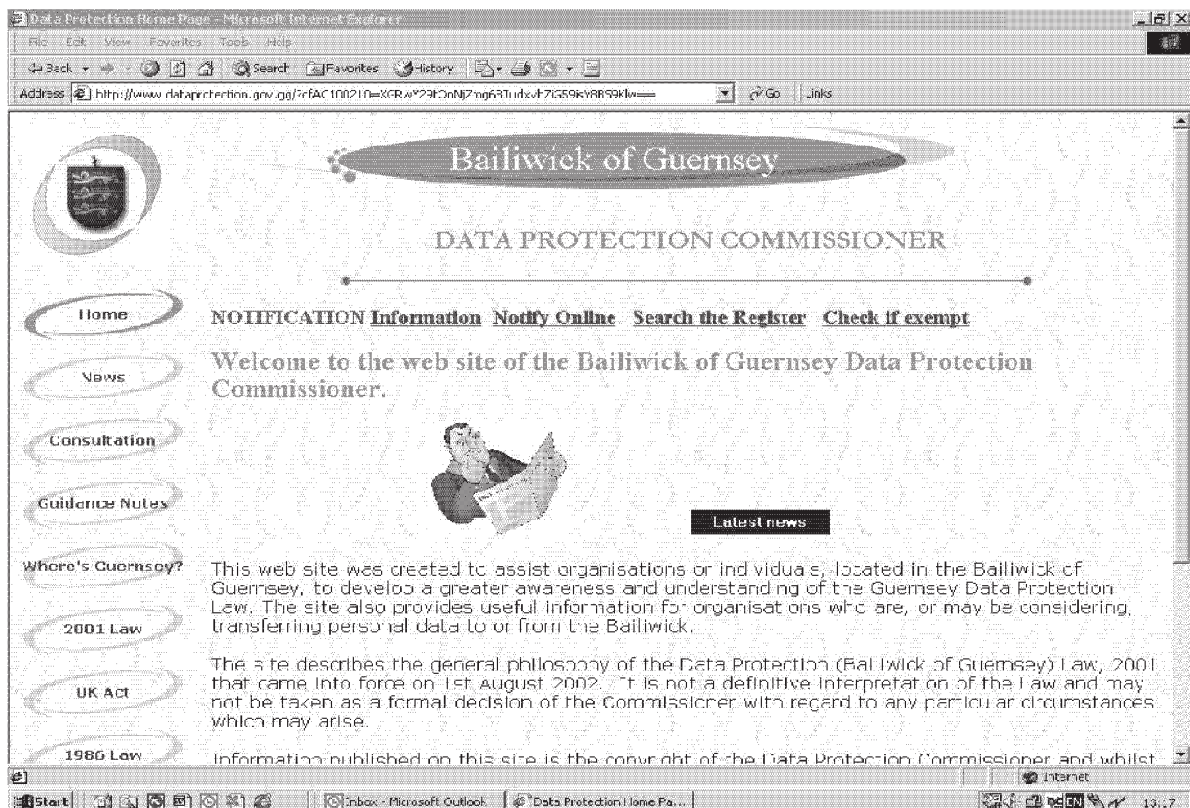 Data Protection Home Page - Microsoft Internet Explorer
File Edit View Favorites Tools Help
Back Search Favorites History
Address Go Links
Bailiwick of Guernsey
DATA PROTECTION COMMISSIONER
Home
NOTIFICATION Information Notify Online Search the Register Check if exempt
News
Welcome to the web site of the Bailiwick of Guernsey Data Protection
Commissioner.
Consultation
Guidance Notes
Latest news
Where's Guernsey?
This web site was created to assist organisations or individuals, located in the Bailiwick of
Guernsey, to develop a greater awareness and understanding of the Guernsey Data Protection
Law. The site also provides useful information for organisations who are, or may be considering,
transferring personal data to or from the Bailiwick.
2001 Law
The site describes the general philosophy of the Data Protection (Bailiwick of Guernsey) Law, 2001
that came into force on 1st August 2002. It is not a definitive interpretation of the Law and may
not be taken as a formal decision of the Commissioner with regard to any particular circumstances
which may arise.
UK Act
1986 Law
Information published on this site is the copyright of the Data Protection Commissioner and whilst
Internet
Start Inbox - Microsoft Outlook Data Protection Home Pa... EN 13:17